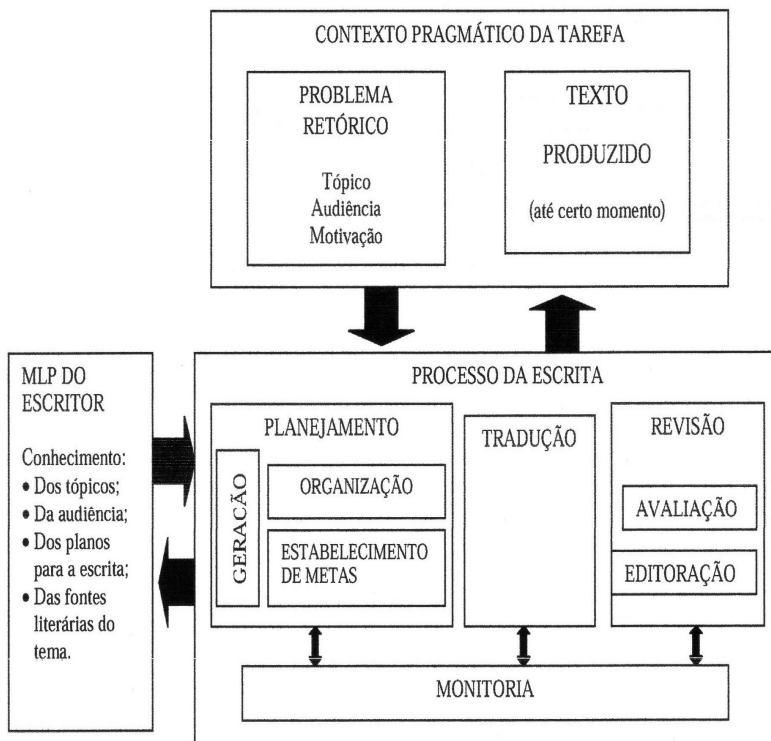 CONTEXTO PRAGMÁTICO DA TAREFA
PROBLEMA
RETÓRICO
Tópico
Audiência
Motivação
TEXTO
PRODUZIDO
(até certo momento)
MLP DO
ESCRITOR
Conhecimento:
• Dos tópicos;
• Da audiência;
• Dos planos
para a escrita;
• Das fontes
literárias do
tema.
PROCESSO DA ESCRITA
PLANEJAMENTO
GERACÃO
ORGANIZAÇÃO
ESTABELECIMENTO
DE METAS
TRADUÇÃO
REVISÃO
AVALIAÇÃO
EDITORAÇÃO
MONITORIA